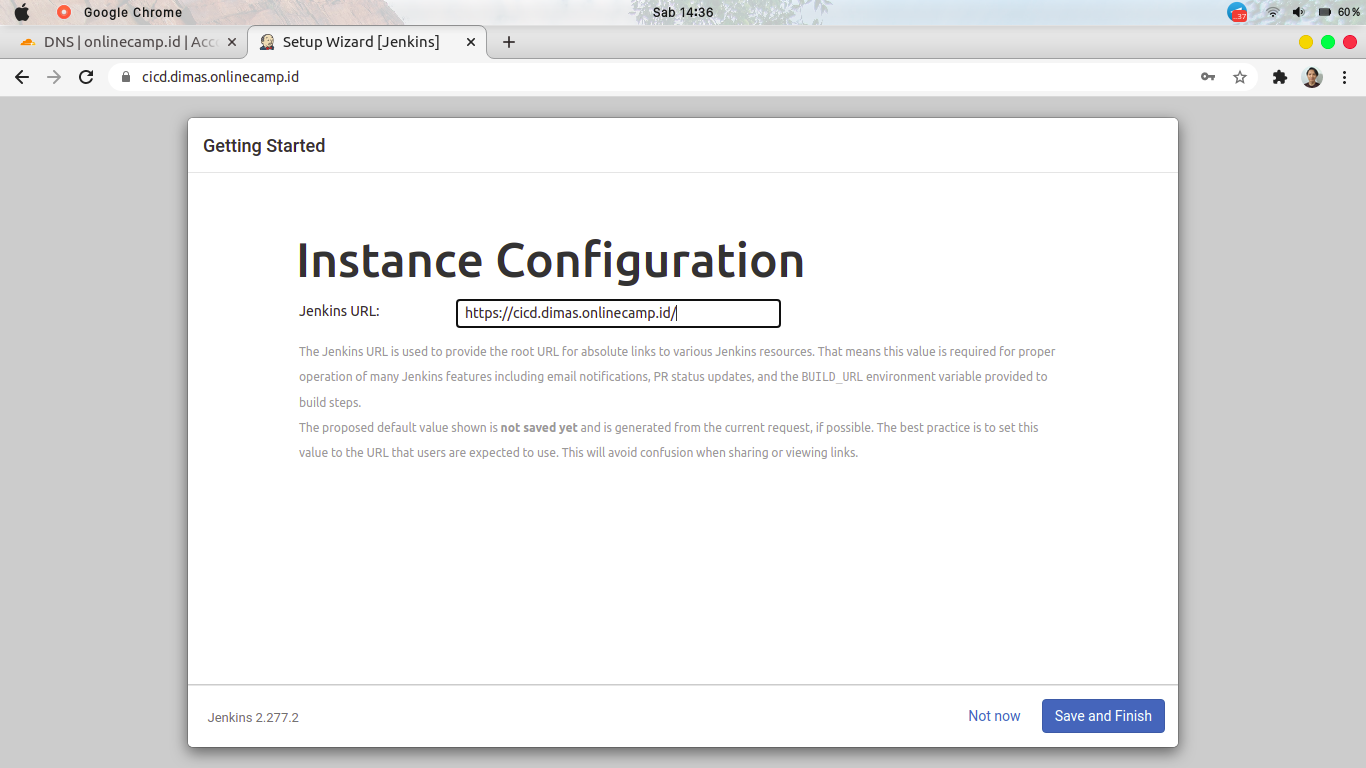 Google Chrome
Sab 14:36
37
60%
DNS | onlinecamp.id | Acc
Setup Wizard [Jenkins]
cicd.dimas.onlinecamp.id
Getting Started
Instance Configuration
Jenkins URL:
https://cicd.dimas.onlinecamp.id/
The Jenkins URL is used to provide the root URL for absolute links to various Jenkins resources. That means this value is required for proper
operation of many Jenkins features including email notifications, PR status updates, and the BUILD_URL environment variable provided to
build steps.
The proposed default value shown is not saved yet and is generated from the current request, if possible. The best practice is to set this
value to the URL that users are expected to use. This will avoid confusion when sharing or viewing links.
Jenkins 2.277.2
Not now
Save and Finish